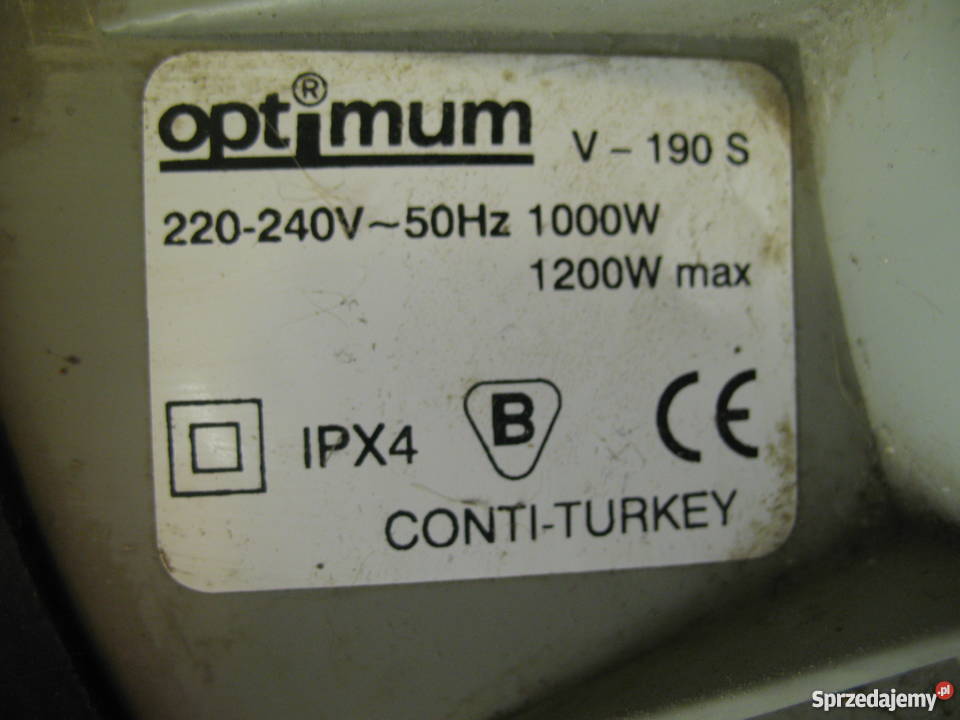 optimum®
V – 190 S
220-240V~50Hz 1000W
1200W max
IPX4
B
CE
CONTI-TURKEY
Sprzedajemy.pl